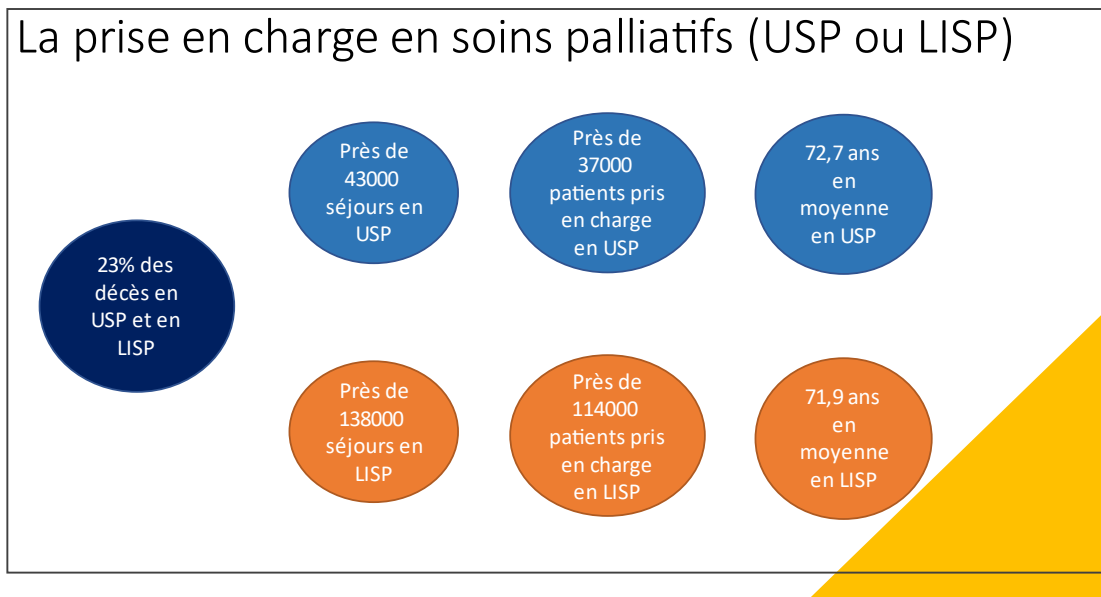 La prise en charge en soins palliatifs (USP ou LISP)
23% des
décès en
USP et en
LISP
Près de
43000
séjours en
USP
Près de
37000
patients pris
en charge
en USP
72,7 ans
en
moyenne
en USP
Près de
138000
séjours en
LISP
Près de
114000
patients pris
en charge
en LISP
71,9 ans
en
moyenne
en LISP